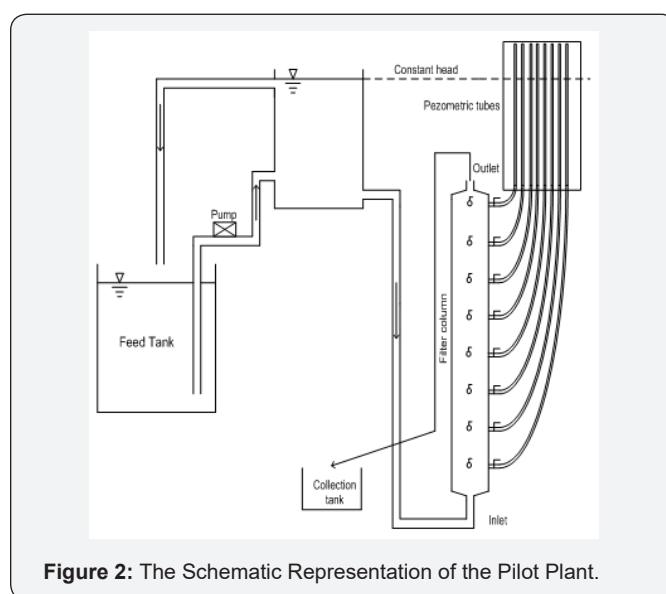 Constant head
Pezometric tubes
Outlet
Pump
Feed Tank
Filter column
Collection
tank
Inlet
δ
δ
δ
δ
δ
δ
δ
δ
Figure 2: The Schematic Representation of the Pilot Plant.